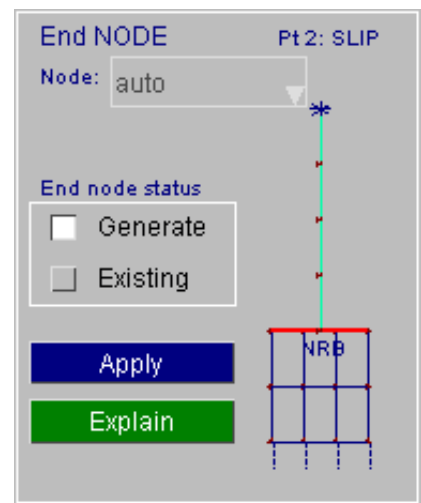 End NODE Pt 2: SLIP
Node: auto
End node status
Generate
Existing
Apply
NRB
Explain